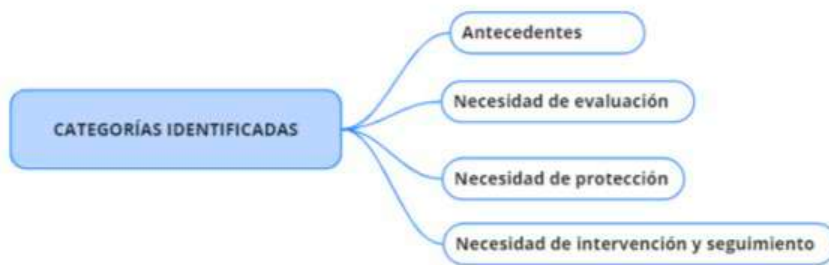 CATEGORÍAS IDENTIFICADAS
Antecedentes
Necesidad de evaluación
Necesidad de protección
Necesidad de intervención y seguimiento